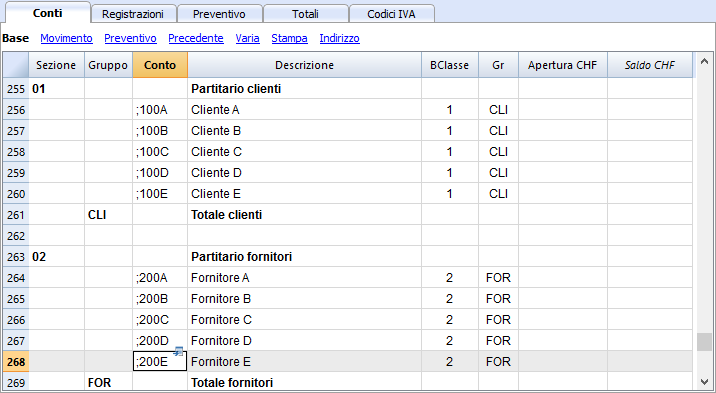 Conti Registrazioni Preventivo Totali Codici IVA
Base Movimento Preventivo Precedente Varia Stampa Indirizzo
Sezione Gruppo Conto Descrizione BClasse Gr Apertura CHF Saldo CHF
255 01 Partitario clienti
256 ;100A Cliente A 1 CLI
257 ;100B Cliente B 1 CLI
258 ;100C Cliente C 1 CLI
259 ;100D Cliente D 1 CLI
260 ;100E Cliente E 1 CLI
261 CLI Totale clienti
262
263 02 Partitario fornitori
264 ;200A Fornitore A 2 FOR
265 ;200B Fornitore B 2 FOR
266 ;200C Fornitore C 2 FOR
267 ;200D Fornitore D 2 FOR
268 ;200E Fornitore E 2 FOR
269 FOR Totale fornitori